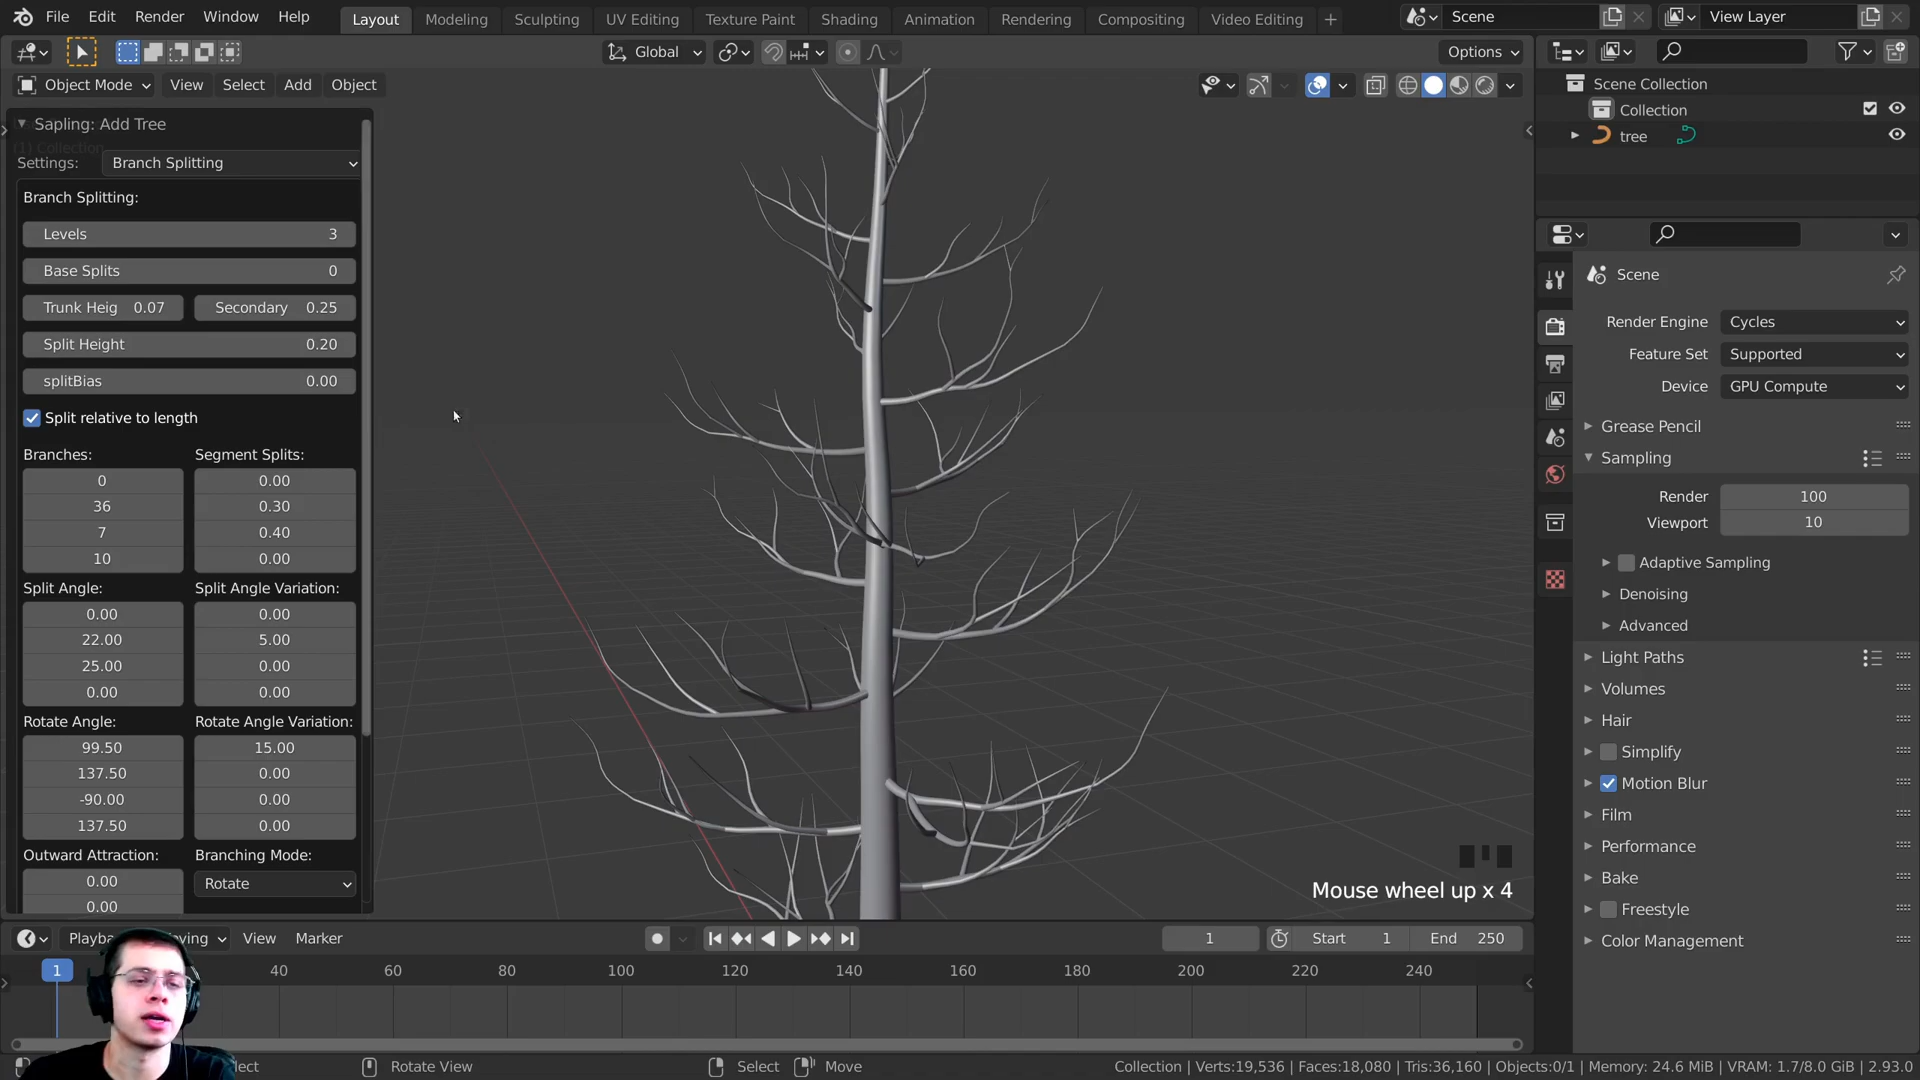 File Edit Render Window Help
Layout Modeling Sculpting UV Editing Texture Paint Shading Animation Rendering Compositing Video Editing +
Scene
View Layer
Global
Options
Object Mode View Select Add Object
Sapling: Add Tree
(1) Collection
Settings: Branch Splitting
Branch Splitting:
Levels 3
Base Splits 0
Trunk Heig 0.07 Secondary 0.25
Split Height 0.20
splitBias 0.00
Split relative to length
Branches: Segment Splits:
0 0.00
36 0.30
7 0.40
10 0.00
Split Angle: Split Angle Variation:
0.00 0.00
22.00 5.00
25.00 0.00
0.00 0.00
Rotate Angle: Rotate Angle Variation:
99.50 15.00
137.50 0.00
-90.00 0.00
137.50 0.00
Outward Attraction: Branching Mode:
0.00 Rotate
0.00
Mouse wheel up x 4
Scene Collection
Collection
tree
Scene
Render Engine Cycles
Feature Set Supported
Device GPU Compute
Grease Pencil
Sampling
Render 100
Viewport 10
Adaptive Sampling
Denoising
Advanced
Light Paths
Volumes
Hair
Simplify
Motion Blur
Film
Performance
Bake
Freestyle
Color Management
Playba ying View Marker
1 Start 1 End 250
1 40 60 80 100 120 140 160 180 200 220 240
lect Rotate View Select Move
Collection | Verts:19,536 | Faces:18,080 | Tris:36,160 | Objects:0/1 | Memory: 24.6 MiB | VRAM: 1.7/8.0 GiB | 2.93.0